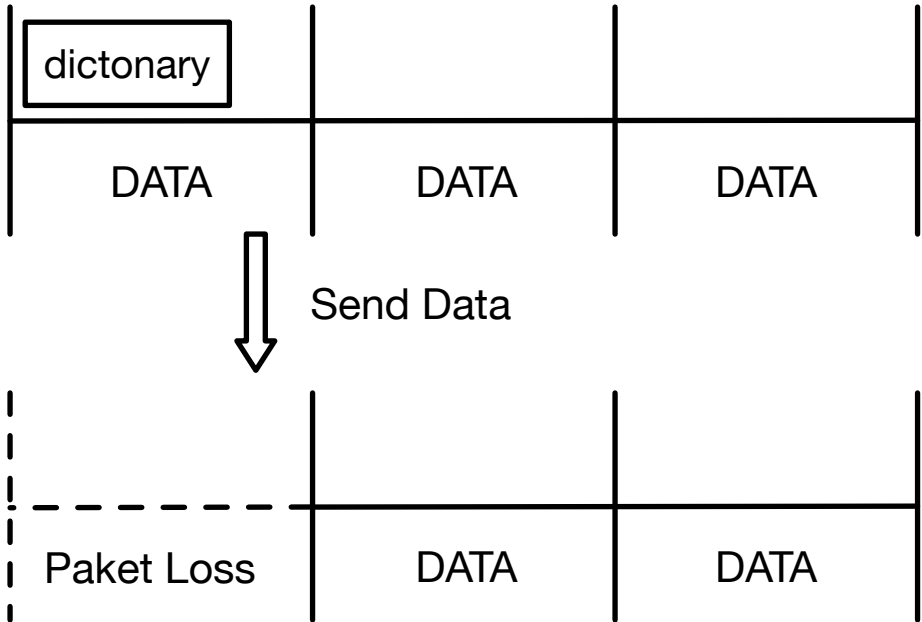 dictonary
DATA DATA DATA
Send Data
Paket Loss DATA DATA